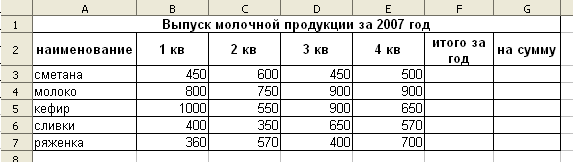 A B C D E F G
1 Выпуск молочной продукции за 2007 год
2 наименование 1 кв 2 кв 3 кв 4 кв итого за год на сумму
3 сметана 450 600 450 500
4 молоко 800 750 900 900
5 кефир 1000 550 900 650
6 сливки 400 350 650 570
7 ряженка 360 570 400 700
8